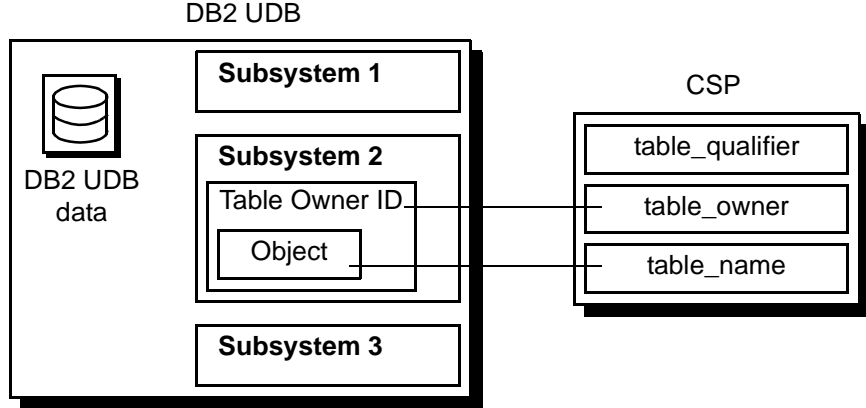 DB2 UDB
Subsystem 1
CSP
DB2 UDB
data
Subsystem 2
Table Owner ID
Object
table_qualifier
table_owner
table_name
Subsystem 3